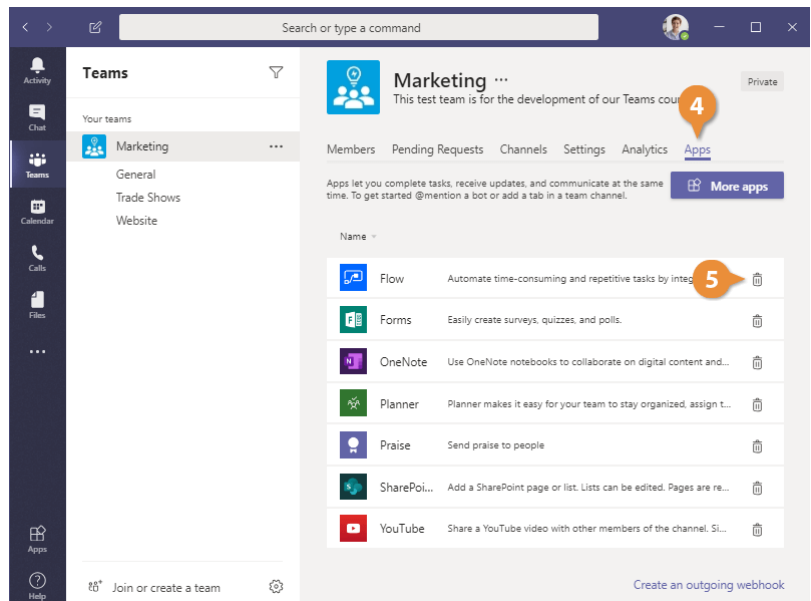 Search or type a command
Activity
Chat
Teams
Calendar
Calls
Files
Apps
Help
Teams
Your teams
Marketing
General
Trade Shows
Website
Join or create a team
Marketing ...
Private
This test team is for the development of our Teams cou
4
Members Pending Requests Channels Settings Analytics Apps
Apps let you complete tasks, receive updates, and communicate at the same
time. To get started @mention a bot or add a tab in a team channel.
More apps
Name
Flow Automate time-consuming and repetitive tasks by integ
5
Forms Easily create surveys, quizzes, and polls.
OneNote Use OneNote notebooks to collaborate on digital content and...
Planner Planner makes it easy for your team to stay organized, assign t...
Praise Send praise to people
SharePoi... Add a SharePoint page or list. Lists can be edited. Pages are re...
YouTube Share a YouTube video with other members of the channel. Si...
Create an outgoing webhook